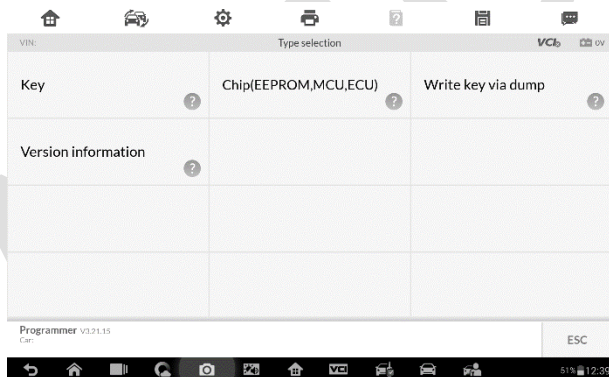 VIN:
Type selection
VCI
0V
Key
Chip(EEPROM,MCU,ECU)
Write key via dump
Version information
Programmer V3.21.15
Car:
ESC
VCI
51% 12:39